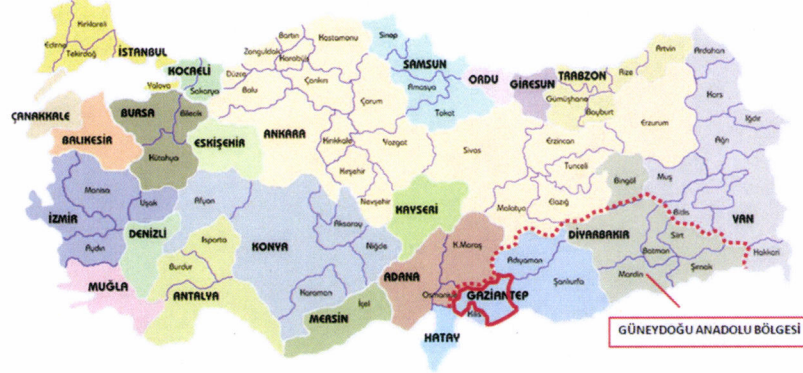 Kırklareli
Edirne
Tekirdağ
İSTANBUL
KOCAELİ
Yalova
Sakarya
Düzce
Bolu
Zonguldak
Bartın
Karabük
Kastamonu
Çankırı
Sinop
SAMSUN
Amasya
Tokat
Çorum
ORDU
GİRESUN
TRABZON
Gümüşhane
Bayburt
Rize
Artvin
Ardahan
Kars
Iğdır
Ağrı
Erzurum
Erzincan
Tunceli
Bingöl
Muş
Bitlis
VAN
Hakkari
ÇANAKKALE
BALIKESİR
BURSA
Bilecik
Kütahya
ESKİŞEHİR
ANKARA
Kırıkkale
Yozgat
Sivas
Kırşehir
Nevşehir
KAYSERİ
Malatya
Elazığ
Manisa
İZMİR
Uşak
Afyon
Aydın
DENİZLİ
Isparta
Burdur
KONYA
Aksaray
Niğde
Karaman
MUĞLA
ANTALYA
MERSİN
İçel
ADANA
K.Maraş
Osmaniye
GAZİANTEP
Kilis
HATAY
Adıyaman
Şanlıurfa
DİYARBAKIR
Batman
Siirt
Mardin
Şırnak
GÜNEYDOĞU ANADOLU BÖLGESİ